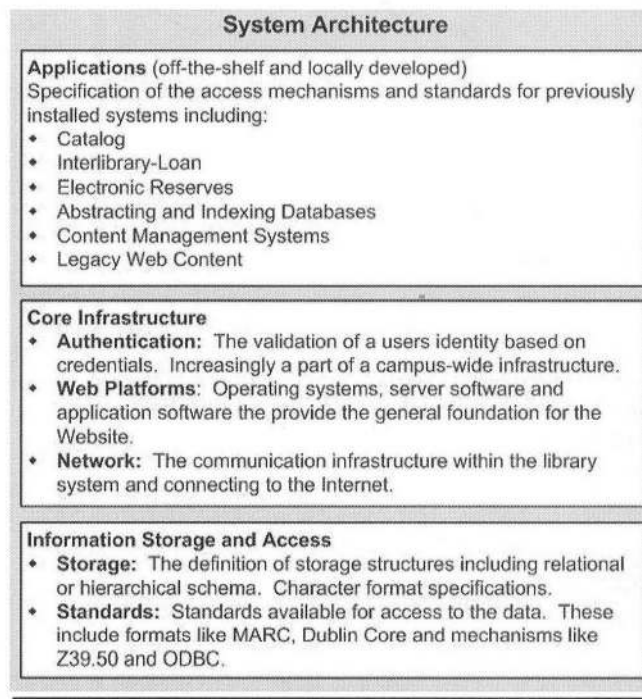 System Architecture
Applications (off-the-shelf and locally developed)
Specification of the access mechanisms and standards for previously
installed systems including:
• Catalog
• Interlibrary-Loan
• Electronic Reserves
• Abstracting and Indexing Databases
• Content Management Systems
• Legacy Web Content
Core Infrastructure
• Authentication: The validation of a users identity based on
credentials. Increasingly a part of a campus-wide infrastructure.
• Web Platforms: Operating systems, server software and
application software the provide the general foundation for the
Website.
• Network: The communication infrastructure within the library
system and connecting to the Internet.
Information Storage and Access
• Storage: The definition of storage structures including relational
or hierarchical schema. Character format specifications.
• Standards: Standards available for access to the data. These
include formats like MARC, Dublin Core and mechanisms like
Z39.50 and ODBC.